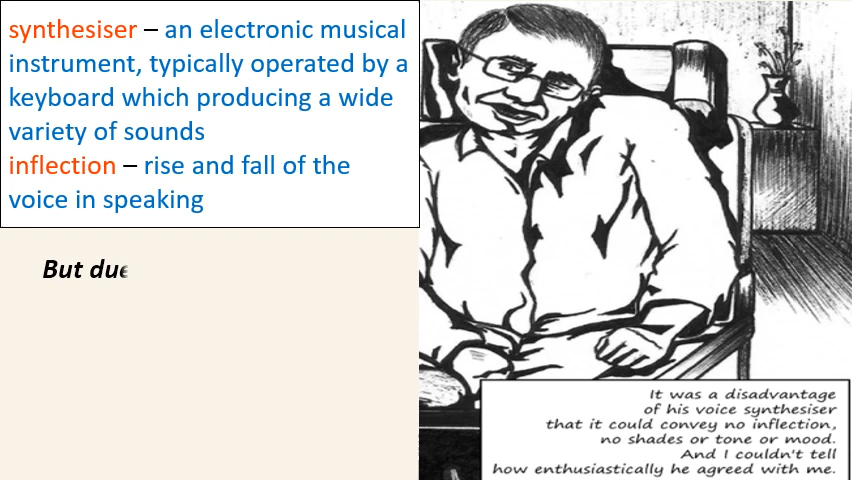 synthesiser – an electronic musical
instrument, typically operated by a
keyboard which producing a wide
variety of sounds
inflection – rise and fall of the
voice in speaking
But due
It was a disadvantage
of his voice synthesiser
that it could convey no inflection,
no shades or tone or mood.
And I couldn't tell
how enthusiastically he agreed with me.